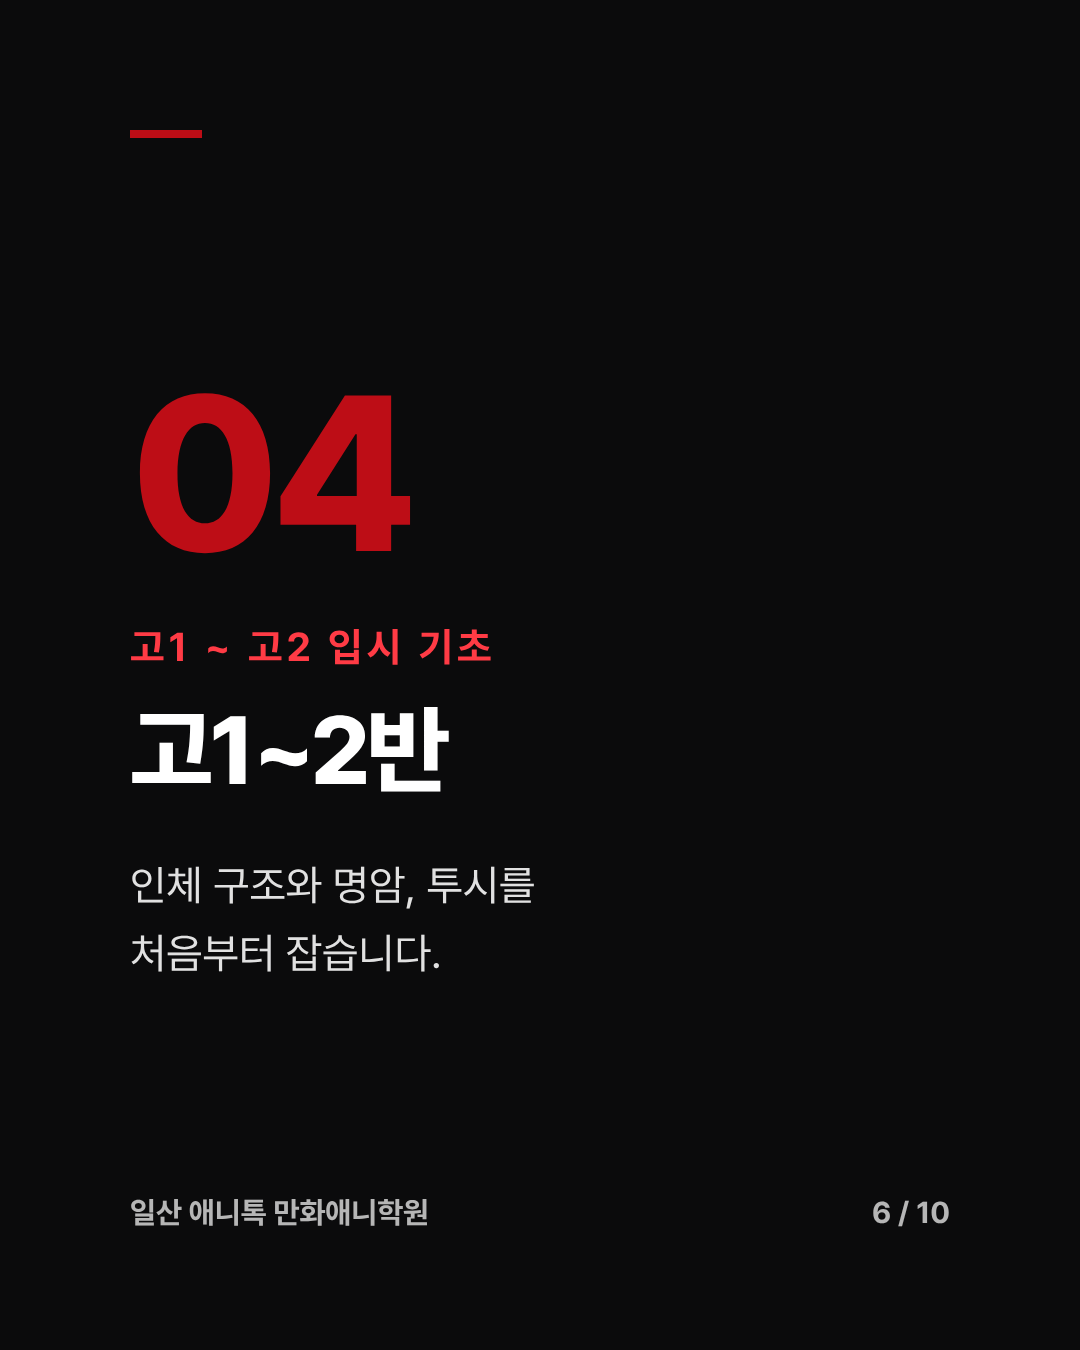 04
고1 ~ 고2 입시 기초
고1~2반
인체 구조와 명암, 투시를
처음부터 잡습니다.
일산 애니톡 만화애니학원
6 / 10